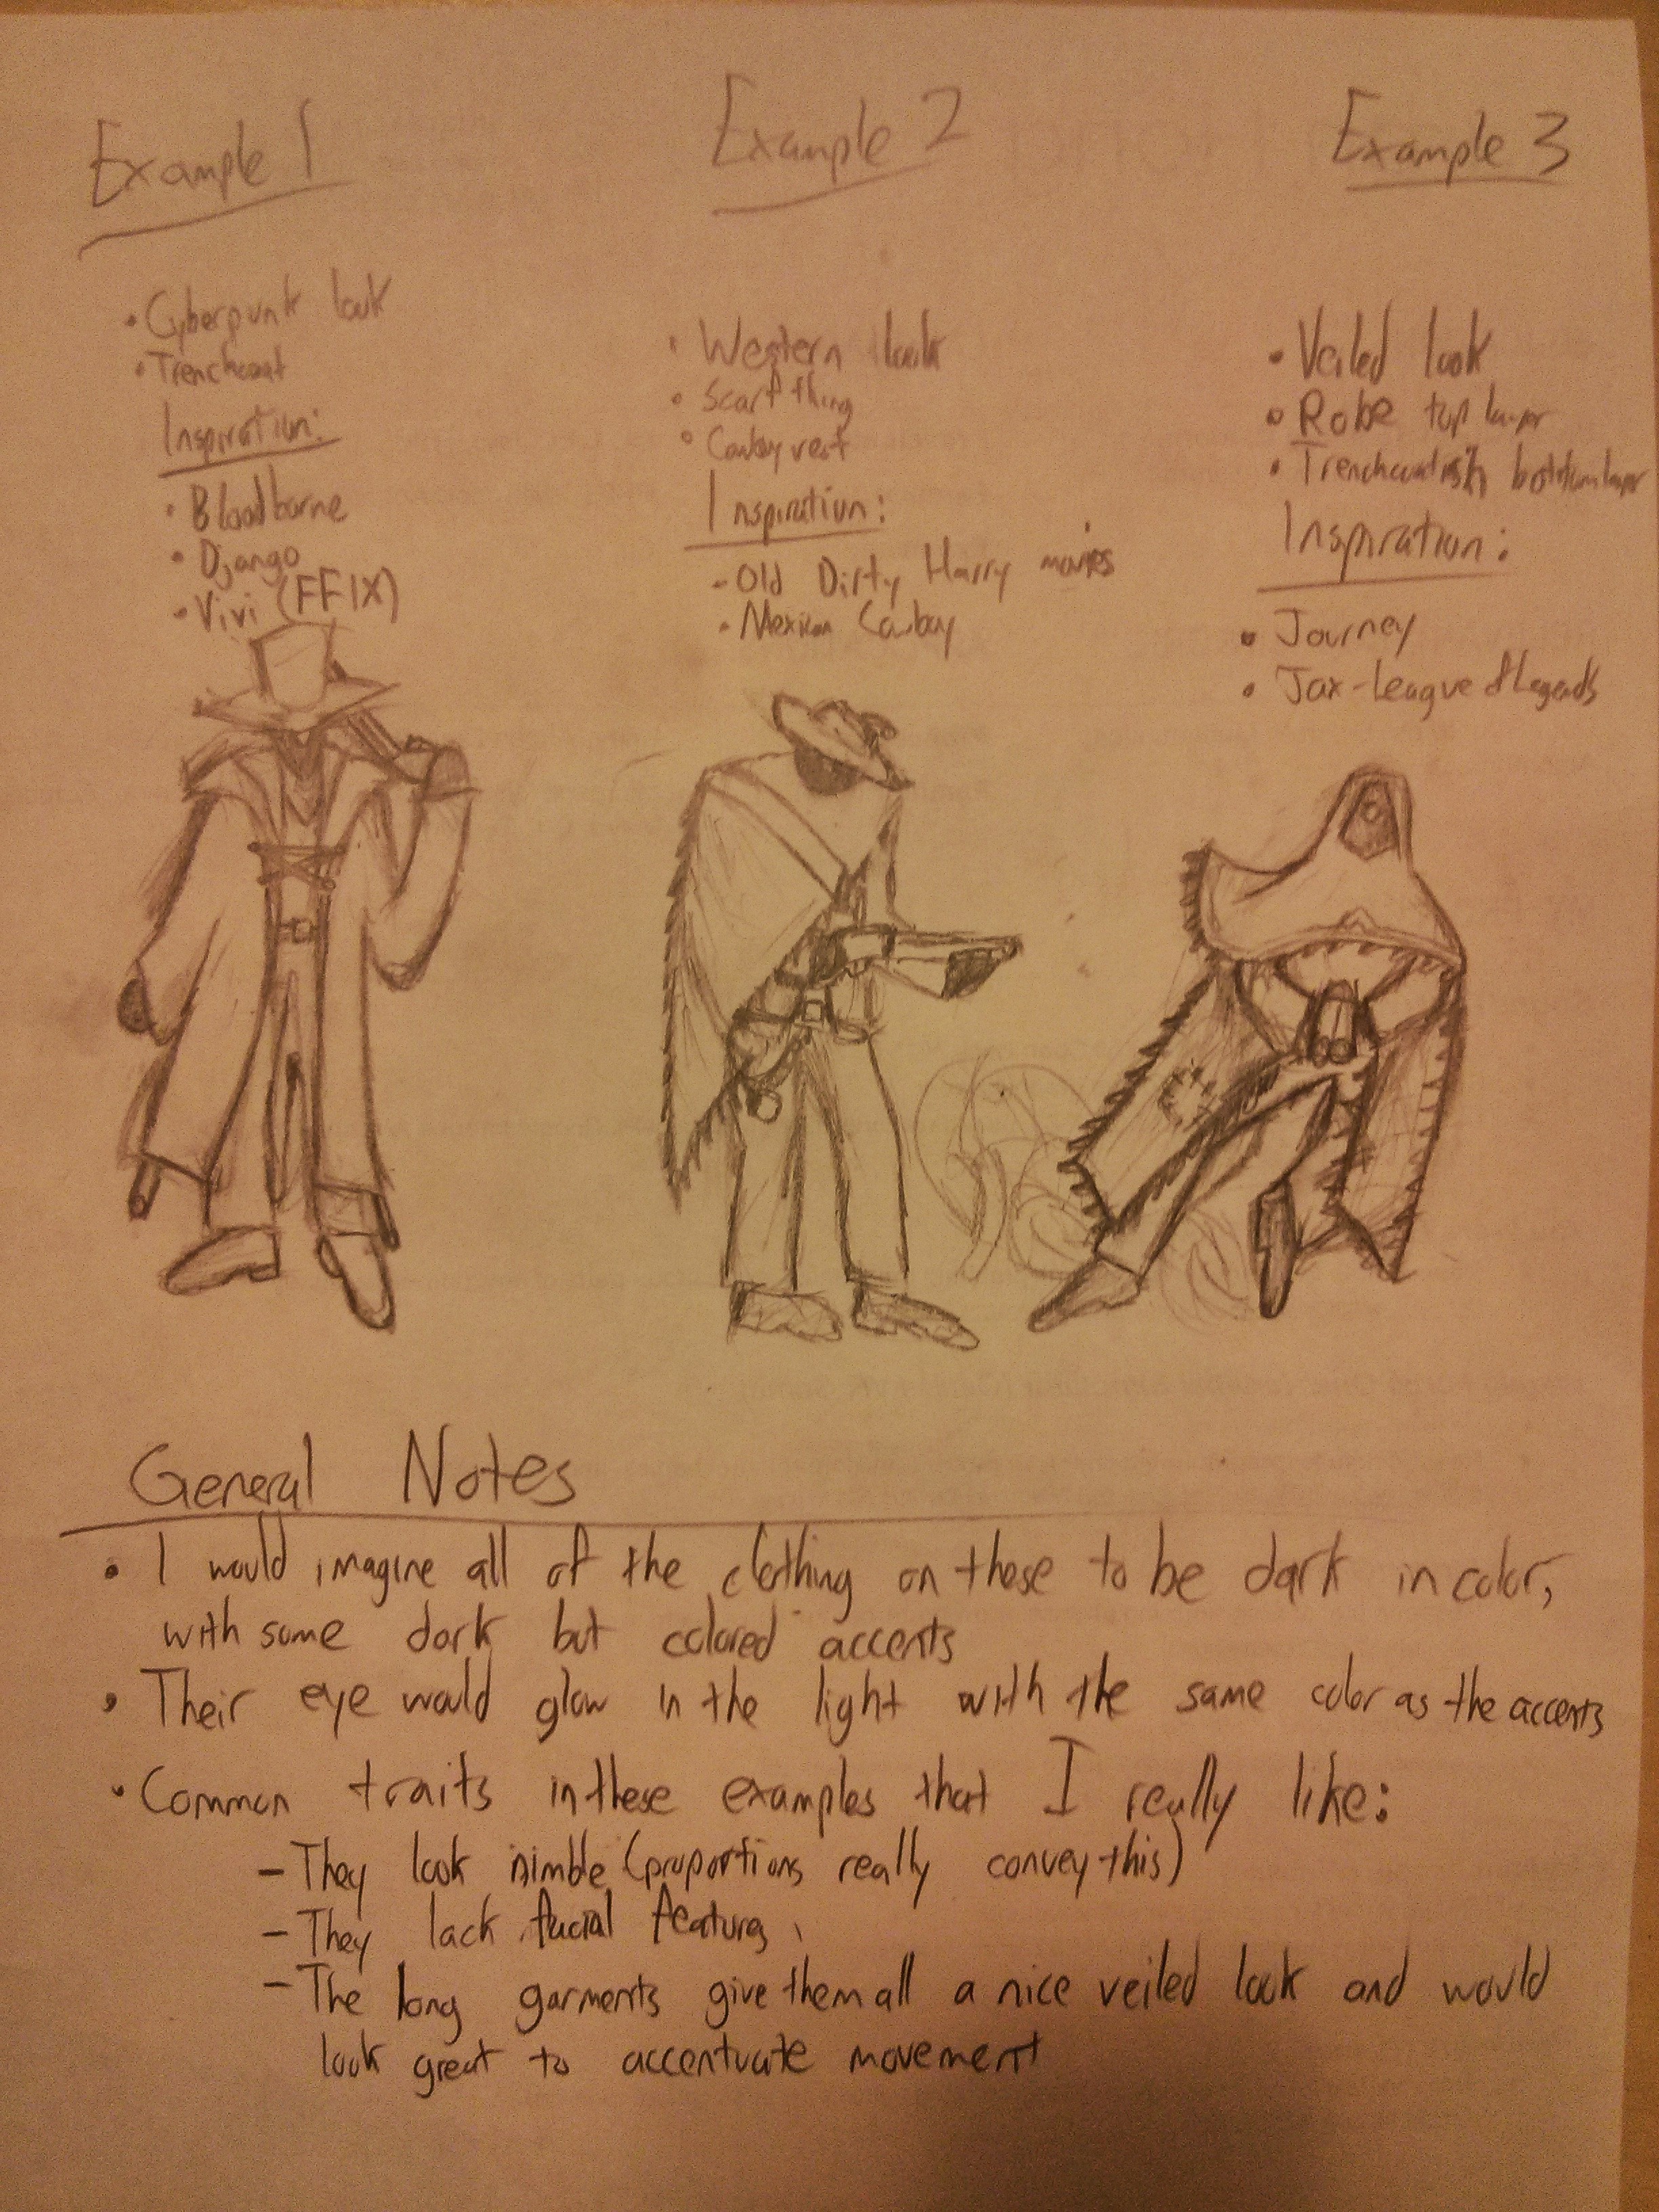 Example 1
• Cyberpunk look
• Trenchcoat
Inspiration:
• Bloodborne
• Django
• Vivi (FFIX)
Example 2
• Western look
• Scarf thing
• Cowboy vest
Inspiration:
- Old Dirty Harry movies
• Mexican Cowboy
Example 3
• Veiled look
• Robe top layer
• Trenchcoatish bottom layer
Inspiration:
• Journey
• Jax - League of Legends
General Notes
• I would imagine all of the clothing on these to be dark in color,
with some dark but colored accents
• Their eye would glow in the light with the same color as the accents
• Common traits in these examples that I really like:
- They look nimble (proportions really convey this)
- They lack facial features
- The long garments give them all a nice veiled look and would
look great to accentuate movement